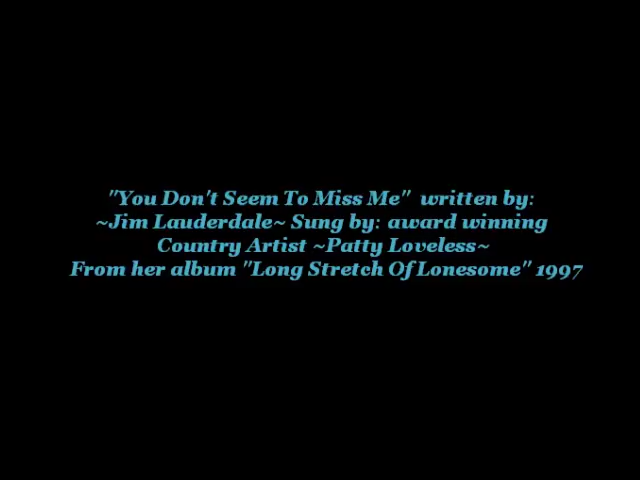 "You Don't Seem To Miss Me"  written by:
~Jim Lauderdale~ Sung by: award winning
Country Artist ~Patty Loveless~
From her album "Long Stretch Of Lonesome" 1997